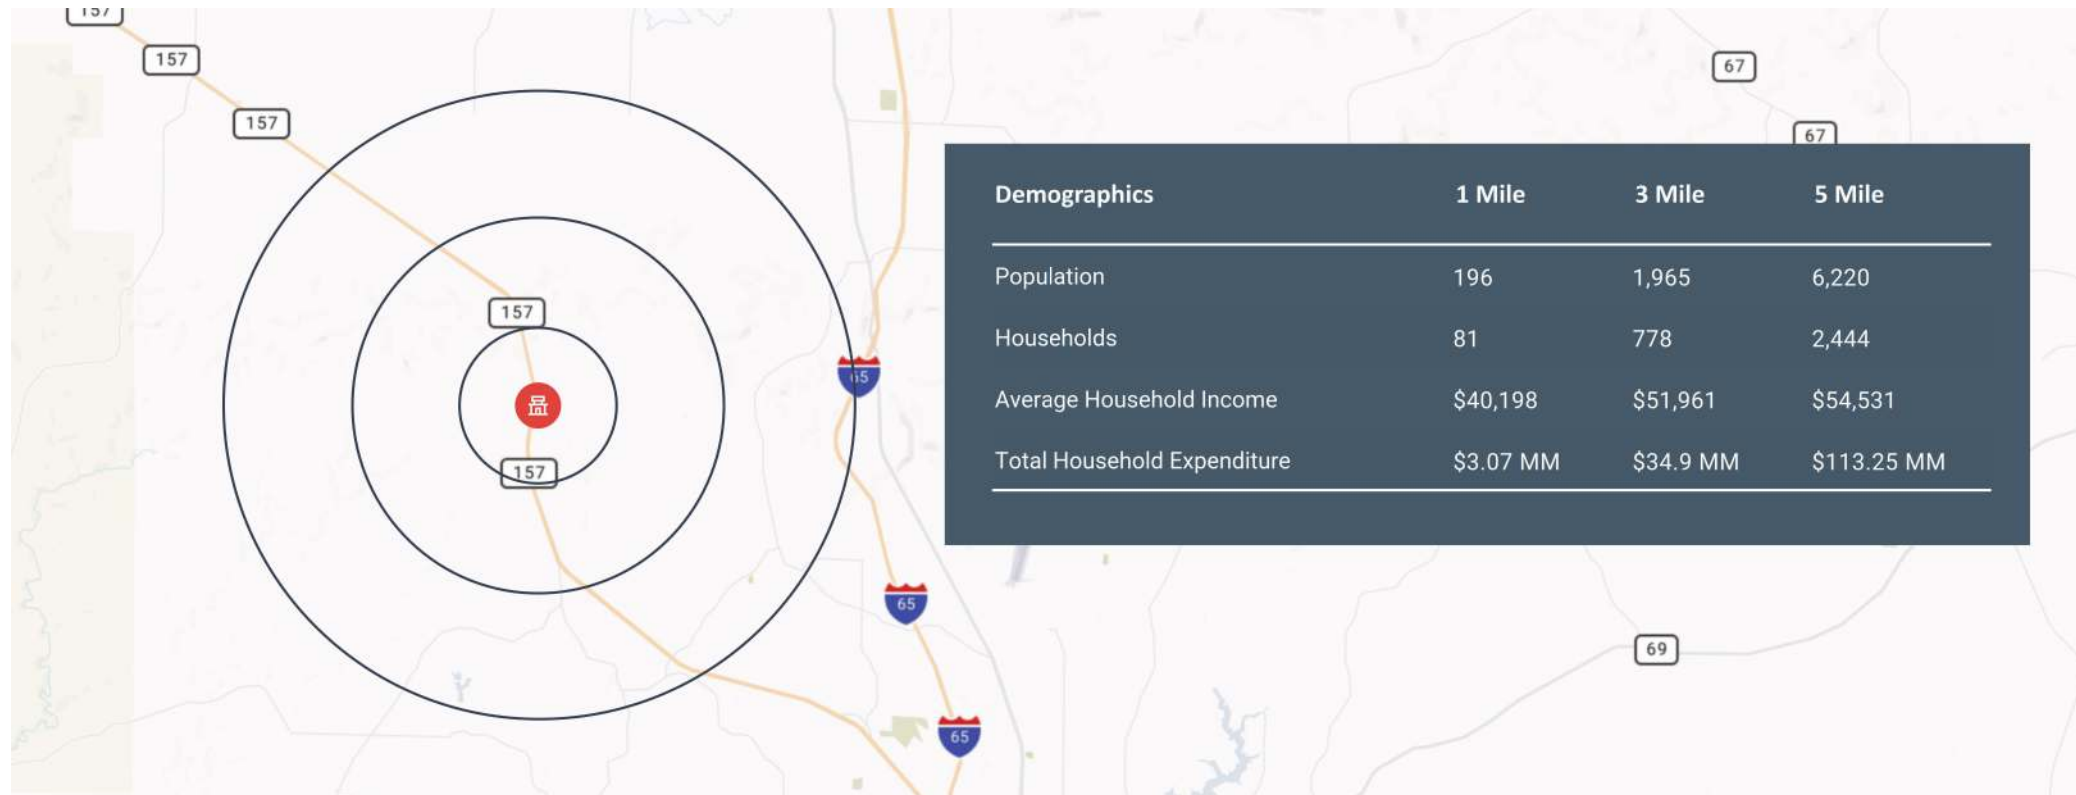 157
157
157
67
67
Demographics 1 Mile 3 Mile 5 Mile
Population 196 1,965 6,220
157
Households 81 778 2,444
65
Average Household Income $40,198 $51,961 $54,531
Total Household Expenditure $3.07 MM $34.9 MM $113.25 MM
157
65
69
65